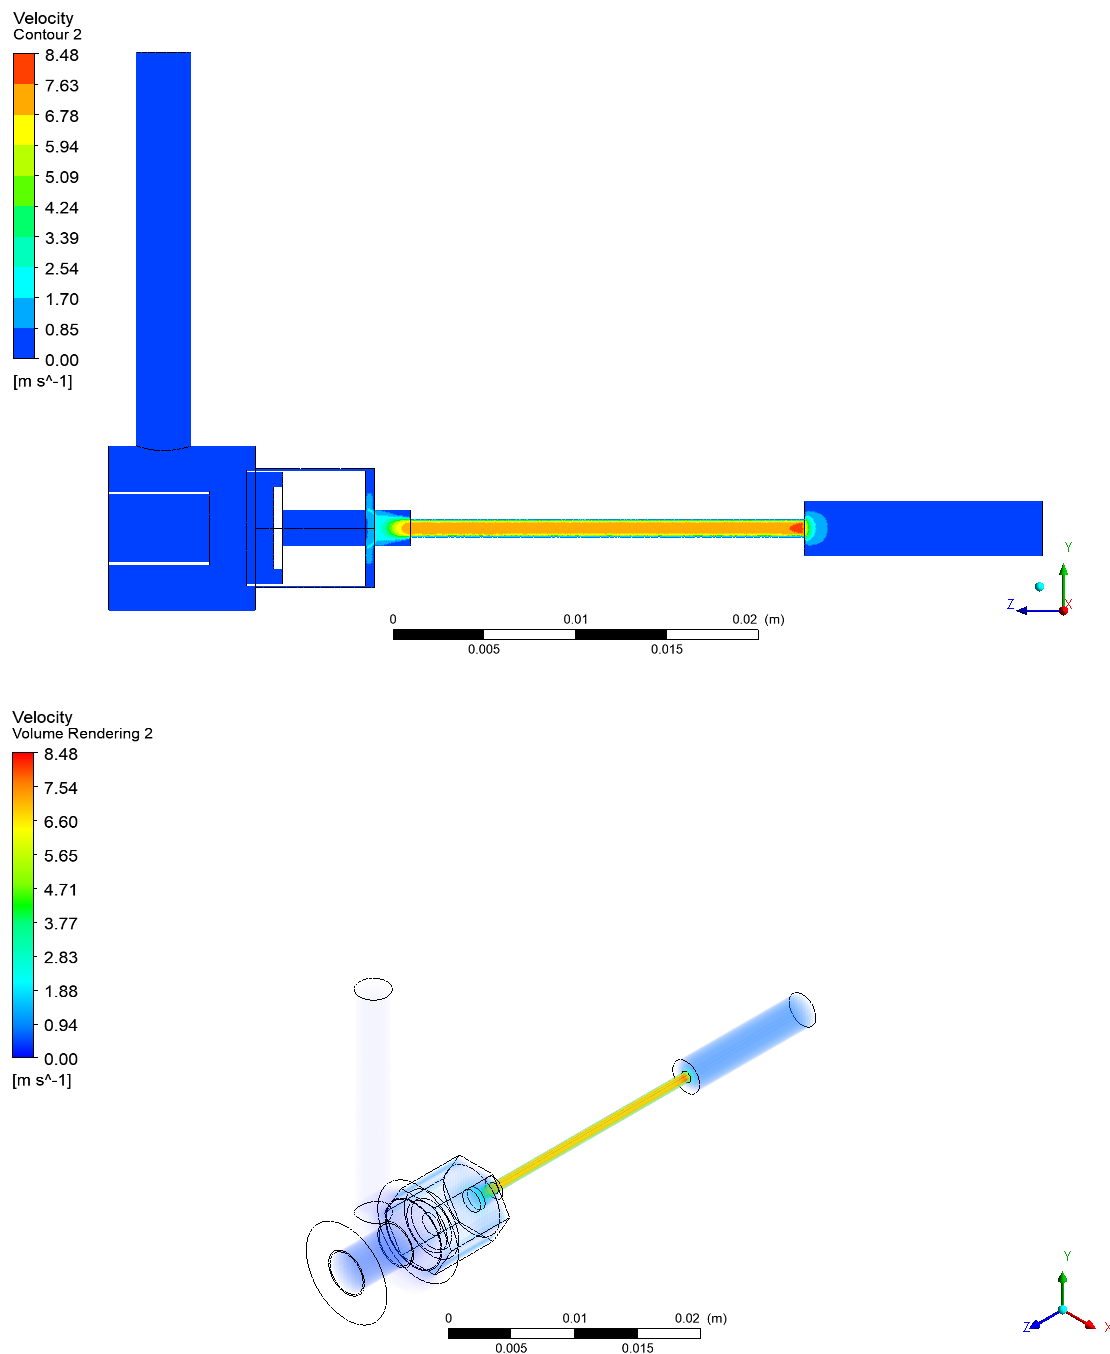 Velocity
Contour 2
8.48
7.63
6.78
5.94
5.09
4.24
3.39
2.54
1.70
0.85
0.00
[m s^-1]
Y
Z
X
0 0.01 0.02 (m)
0.005 0.015
Velocity
Volume Rendering 2
8.48
7.54
6.60
5.65
4.71
3.77
2.83
1.88
0.94
0.00
[m s^-1]
Y
Z
X
0 0.01 0.02 (m)
0.005 0.015